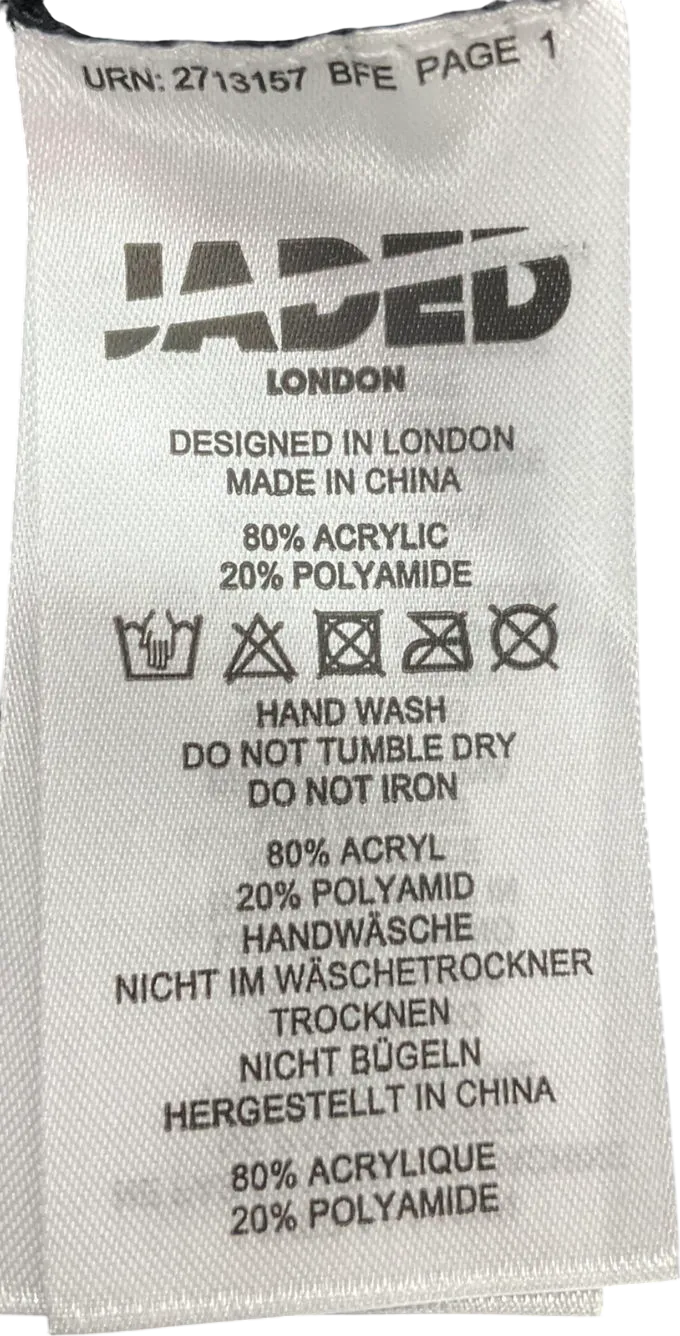 URN: 2713157 BFE PAGE 1
JADED
LONDON
DESIGNED IN LONDON
MADE IN CHINA
80% ACRYLIC
20% POLYAMIDE
HAND WASH
DO NOT TUMBLE DRY
DO NOT IRON
80% ACRYL
20% POLYAMID
HANDWÄSCHE
NICHT IM WÄSCHETROCKNER
TROCKNEN
NICHT BÜGELN
HERGESTELLT IN CHINA
80% ACRYLIQUE
20% POLYAMIDE